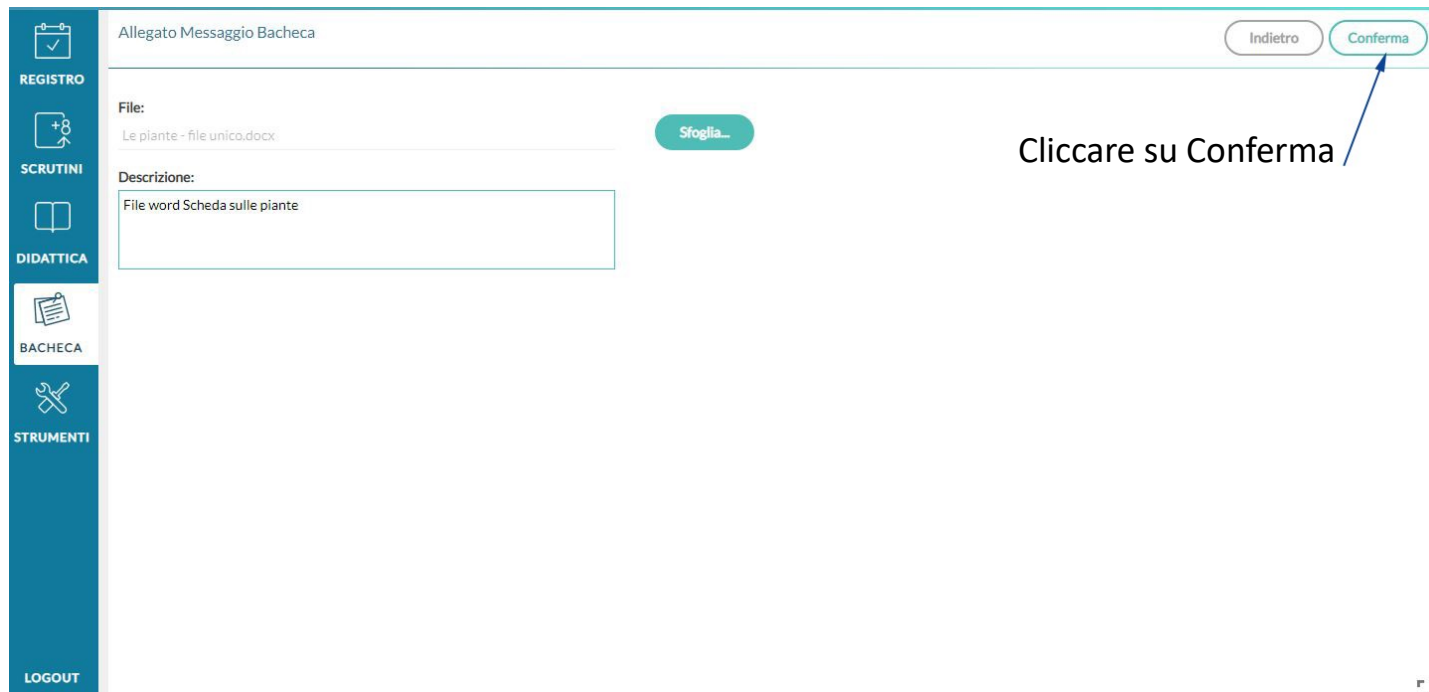 Allegato Messaggio Bacheca
Indietro
Conferma
REGISTRO
File:
Le piante - file unico.docx
Sfoglia...
Cliccare su Conferma
+8
SCRUTINI
Descrizione:
File word Scheda sulle piante
DIDATTICA
BACHECA
STRUMENTI
LOGOUT